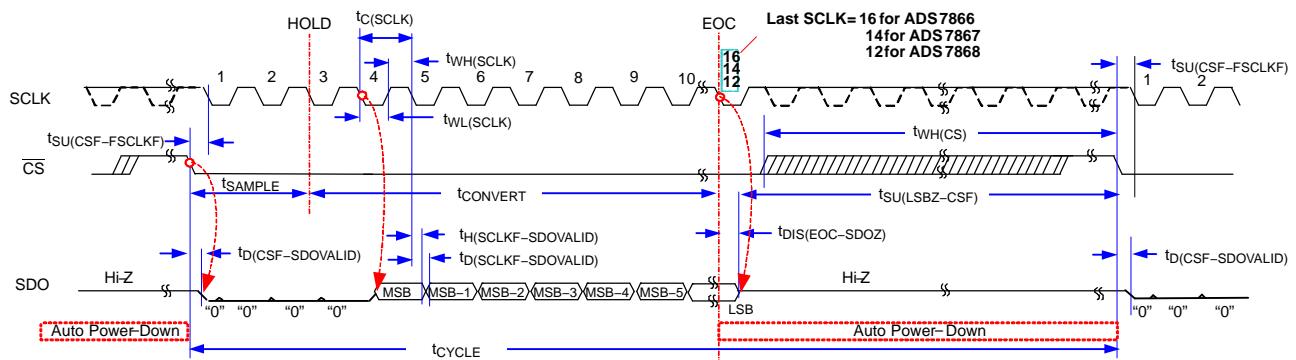 HOLD
tC(SCLK)
EOC
Last SCLK= 16 for ADS7866
14 for ADS7867
12 for ADS7868
1 2 3 4 5 6 7 8 9 10
16
14
12
tWH(SCLK)
tSU(CSF–FSCLKF)
1 2
SCLK
tWL(SCLK)
tSU(CSF–FSCLKF)
tWH(CS)
CS
tSAMPLE
tCONVERT
tSU(LSBZ–CSF)
tH(SCLKF–SDOVALID)
tDIS(EOC–SDOZ)
tD(CSF–SDOVALID)
tD(SCLKF–SDOVALID)
tD(CSF–SDOVALID)
SDO
Hi–Z
MSB MSB–1 MSB–2 MSB–3 MSB–4 MSB–5
LSB
Hi–Z
“0” “0” “0” “0”
“0” “0” “0”
Auto Power–Down
Auto Power–Down
tCYCLE